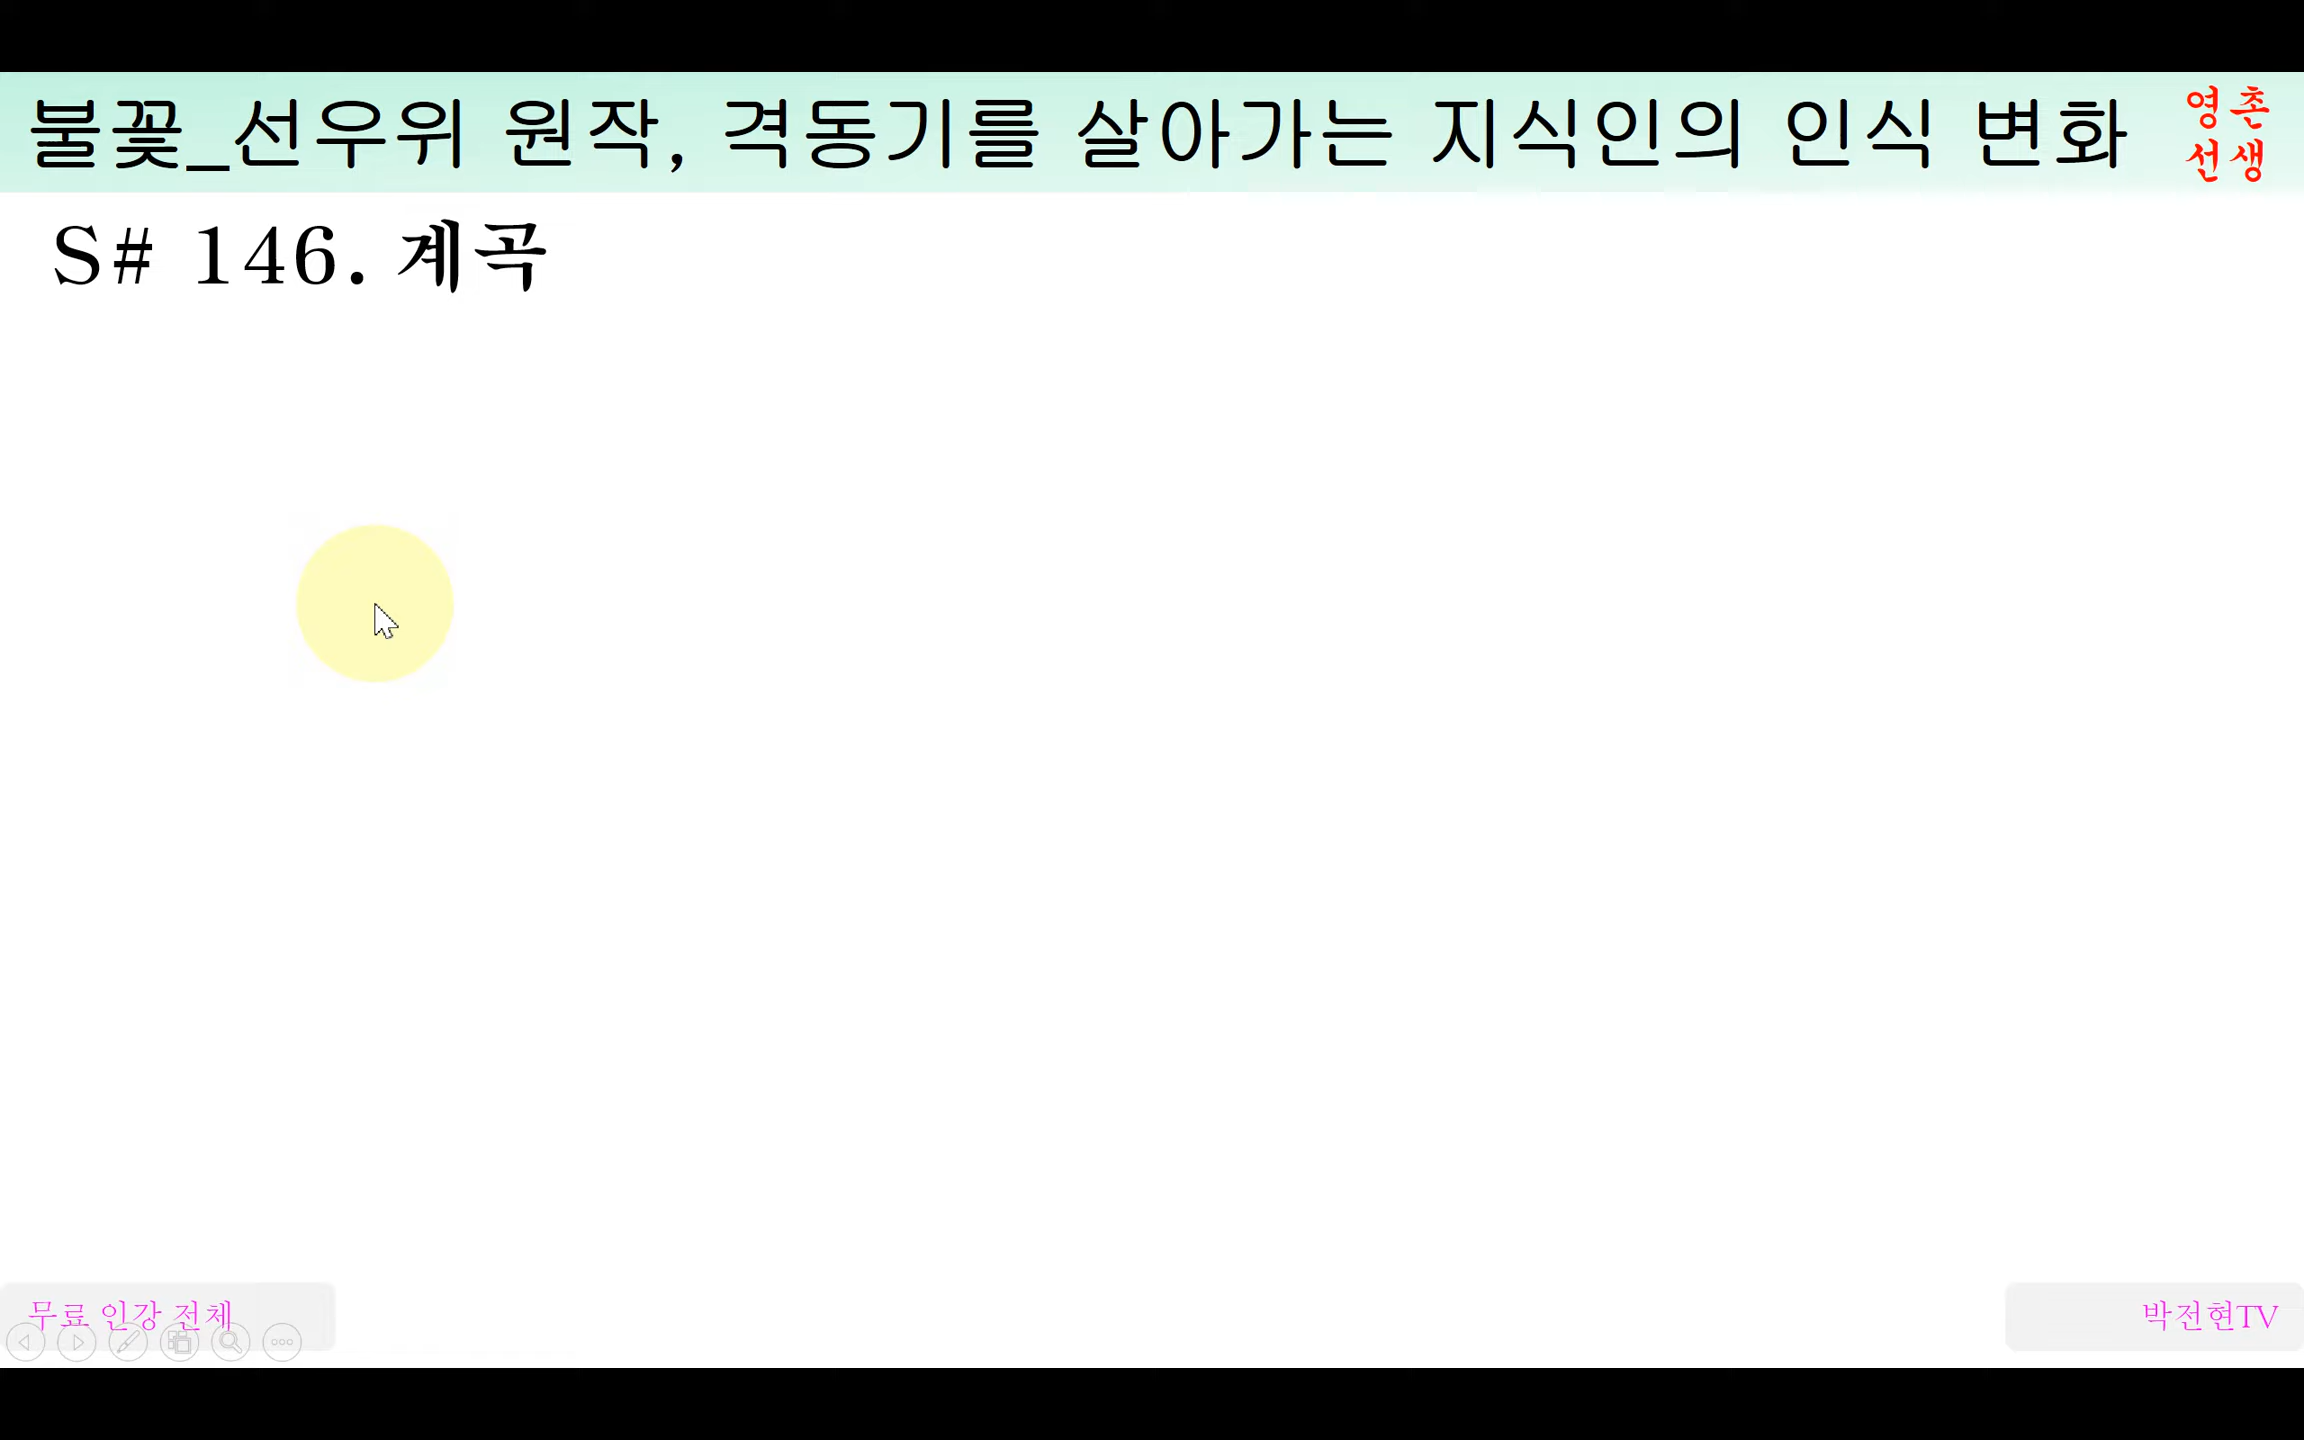 불꽃_선우위 원작, 격동기를 살아가는 지식인의 인식 변화
영촌
선생
S# 146. 계곡
무료 인강 전체
박전현TV